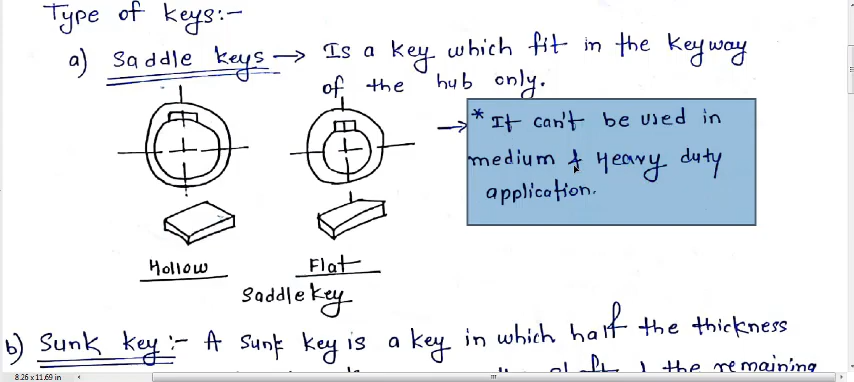 Type of keys:-
a) Saddle keys → Is a key which fit in the keyway
of the hub only.
→ * It can't be used in
medium & Heavy duty
application.
Hollow Flat
Saddle key
b) Sunk key :- A sunk key is a key in which half the thickness
the remaining
8.26 x 11.69 in